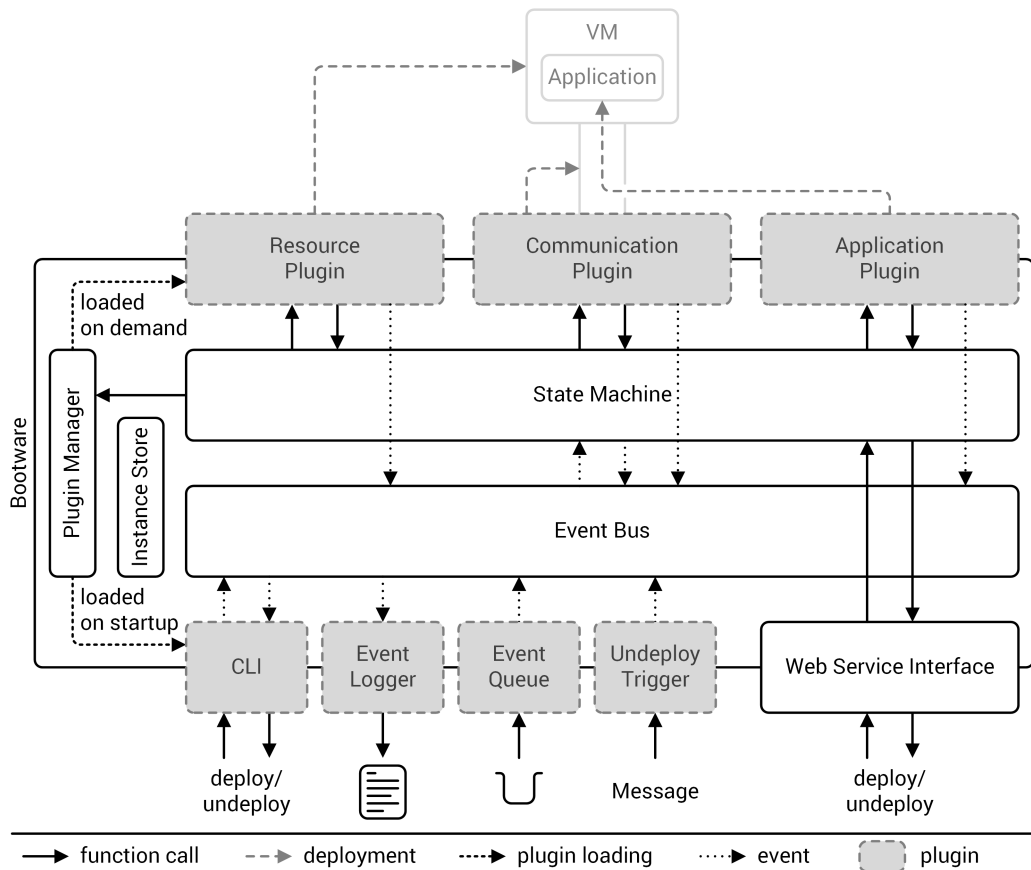 VM
Application
Resource
Plugin
Communication
Plugin
Application
Plugin
loaded
on demand
State Machine
Bootware
Plugin Manager
Instance Store
Event Bus
loaded
on startup
CLI
Event
Logger
Event
Queue
Undeploy
Trigger
Web Service Interface
deploy/
undeploy
Message
deploy/
undeploy
function call
deployment
plugin loading
event
plugin